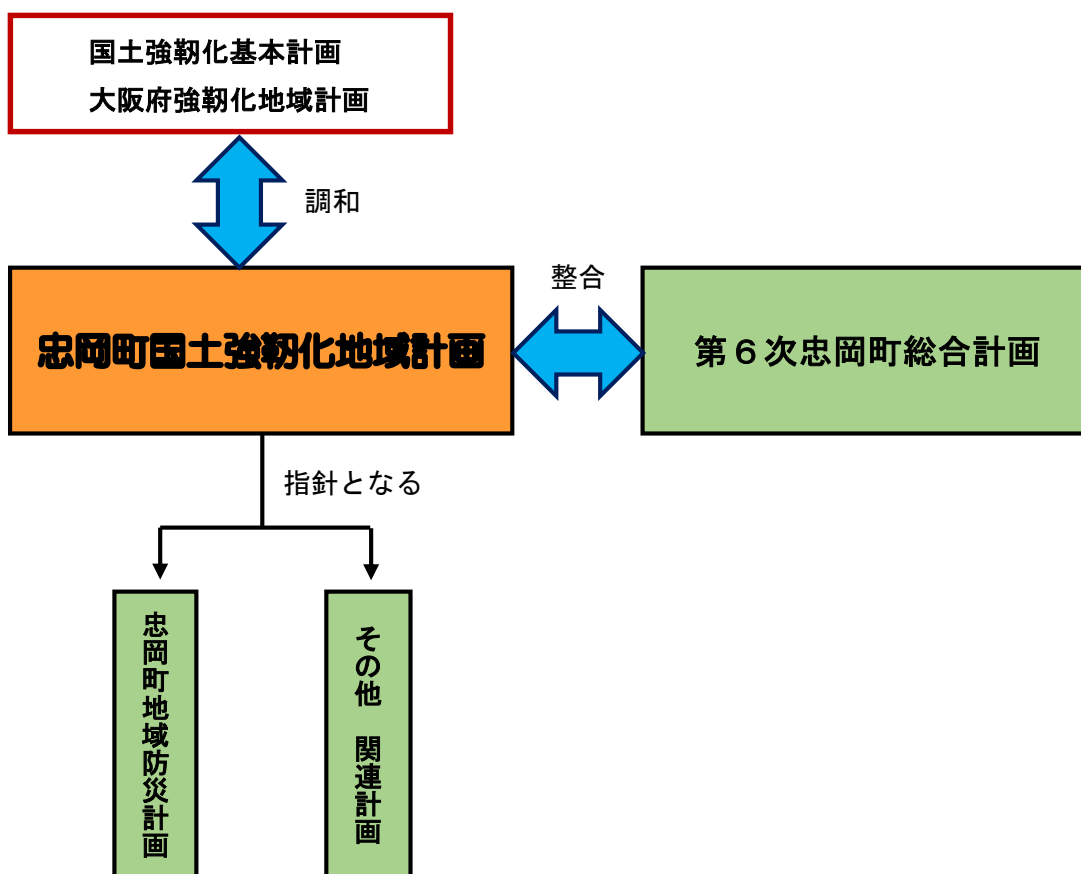 国土強靭化基本計画
大阪府強靭化地域計画
調和
忠岡町国土強靭化地域計画
整合
第６次忠岡町総合計画
指針となる
忠岡町地域防災計画
その他　関連計画